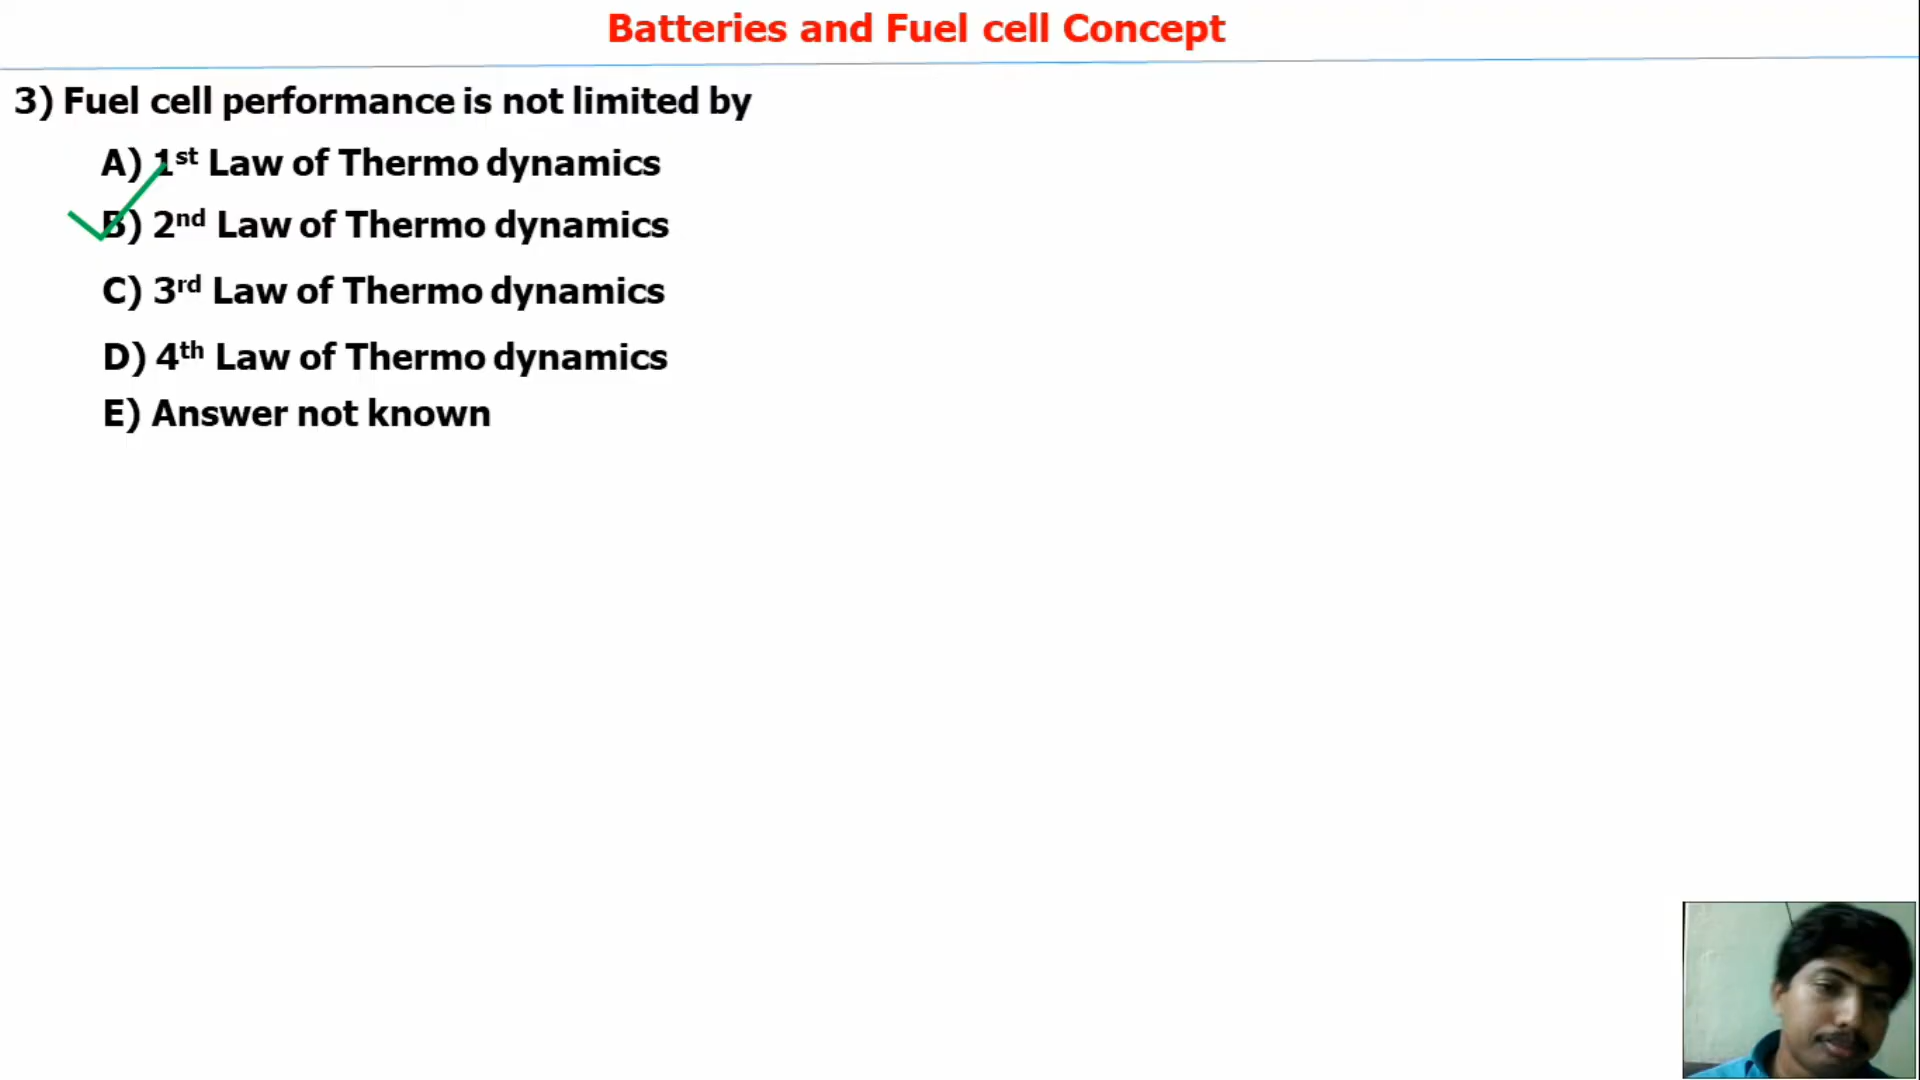 Batteries and Fuel cell Concept
3) Fuel cell performance is not limited by
A) 1st Law of Thermo dynamics
B) 2nd Law of Thermo dynamics
C) 3rd Law of Thermo dynamics
D) 4th Law of Thermo dynamics
E) Answer not known